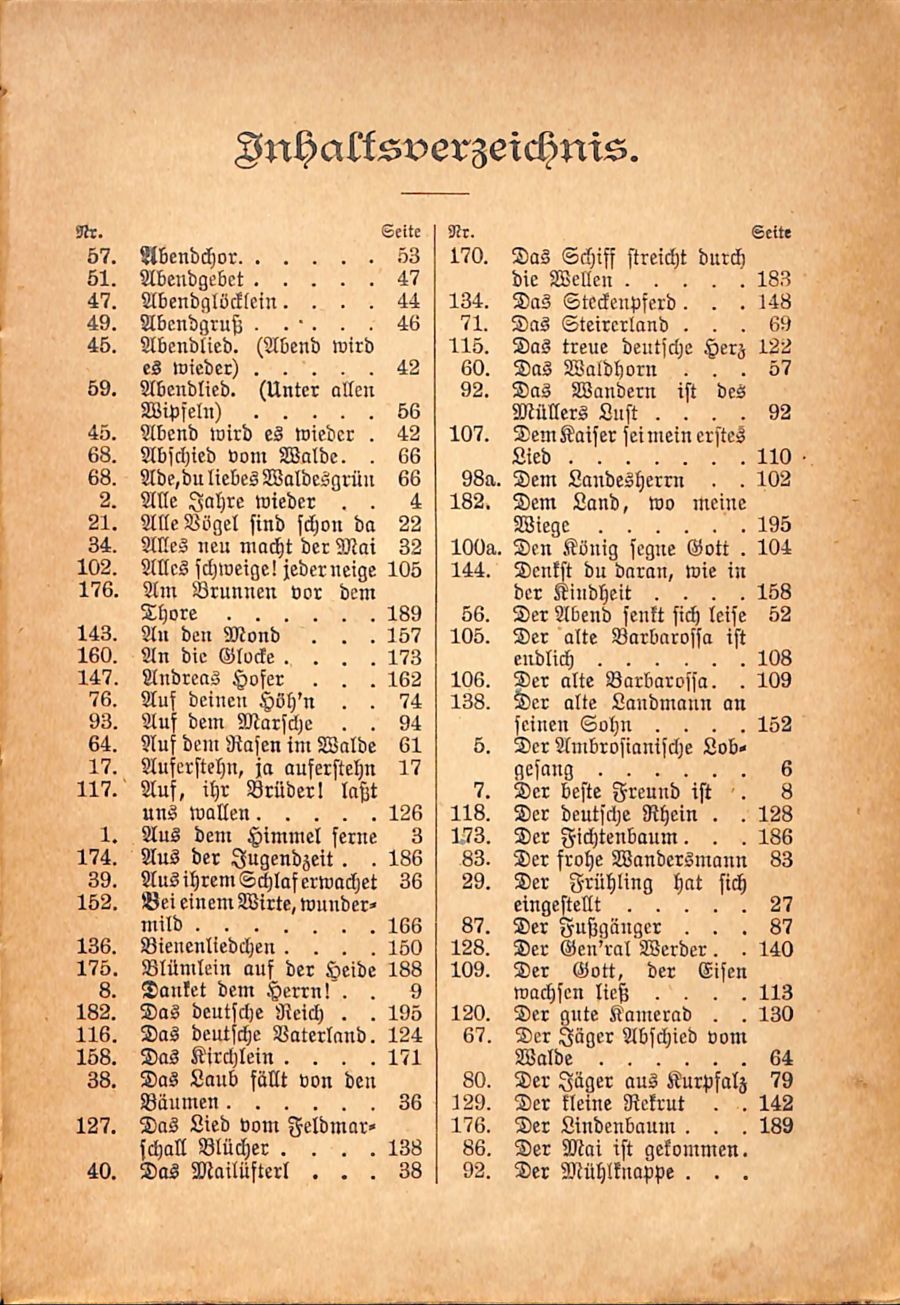 Inhaltsverzeichnis.
Nr. Seite
57. Abendchor. . . . . . 53
51. Abendgebet . . . . . 47
47. Abendglöcklein . . . . 44
49. Abendgruß . . . . . 46
45. Abendlied. (Abend wird
es wieder) . . . . . 42
59. Abendlied. (Unter allen
Wipfeln) . . . . . 56
45. Abend wird es wieder . 42
68. Abschied vom Walde. . 66
68. Ade, du liebes Waldesgrün 66
2. Alle Jahre wieder . . 4
21. Alle Vögel sind schon da 22
34. Alles neu macht der Mai 32
102. Alles schweige! jeder neige 105
176. Am Brunnen vor dem
Thore . . . . . . 189
143. An den Mond . . . 157
160. An die Glocke . . . . 173
147. Andreas Hofer . . . 162
76. Auf deinen Höh'n . . 74
93. Auf dem Marsche . . 94
64. Auf dem Rasen im Walde 61
17. Auferstehn, ja auferstehn 17
117. Auf, ihr Brüder! laßt
uns wallen . . . . . 126
1. Aus dem Himmel ferne 3
174. Aus der Jugendzeit . . 186
39. Aus ihrem Schlaf erwachet 36
152. Bei einem Wirte, wunder-
mild . . . . . . . 166
136. Bienenliedchen . . . . 150
175. Blümlein auf der Heide 188
8. Danket dem Herrn! . . 9
182. Das deutsche Reich . . 195
116. Das deutsche Vaterland. 124
158. Das Kirchlein . . . . 171
38. Das Laub fällt von den
Bäumen . . . . . . 36
127. Das Lied vom Feldmar-
schall Blücher . . . . 138
40. Das Mailüfterl . . . 38
Nr. Seite
170. Das Schiff streicht durch
die Wellen . . . . . 183
134. Das Steckenpferd . . . 148
71. Das Steirerland . . . 69
115. Das treue deutsche Herz 122
60. Das Waldhorn . . . 57
92. Das Wandern ist des
Müllers Lust . . . . 92
107. Dem Kaiser sei mein erstes
Lied . . . . . . . 110
98a. Dem Landesherrn . . 102
182. Dem Land, wo meine
Wiege . . . . . . 195
100a. Den König segne Gott . 104
144. Denkst du daran, wie in
der Kindheit . . . . 158
56. Der Abend senkt sich leise 52
105. Der alte Barbarossa ist
endlich . . . . . . 108
106. Der alte Barbarossa. . 109
138. Der alte Landmann an
seinen Sohn . . . . 152
5. Der Ambrosianische Lob-
gesang . . . . . . 6
7. Der beste Freund ist . 8
118. Der deutsche Rhein . . 128
173. Der Fichtenbaum . . . 186
83. Der frohe Wandersmann 83
29. Der Frühling hat sich
eingestellt . . . . . 27
87. Der Fußgänger . . . 87
128. Der Gen'ral Werder . . 140
109. Der Gott, der Eisen
wachsen ließ . . . . 113
120. Der gute Kamerad . . 130
67. Der Jäger Abschied vom
Walde . . . . . . 64
80. Der Jäger aus Kurpfalz 79
129. Der kleine Rekrut . . 142
176. Der Lindenbaum . . . 189
86. Der Mai ist gekommen.
92. Der Mühlknappe . . .